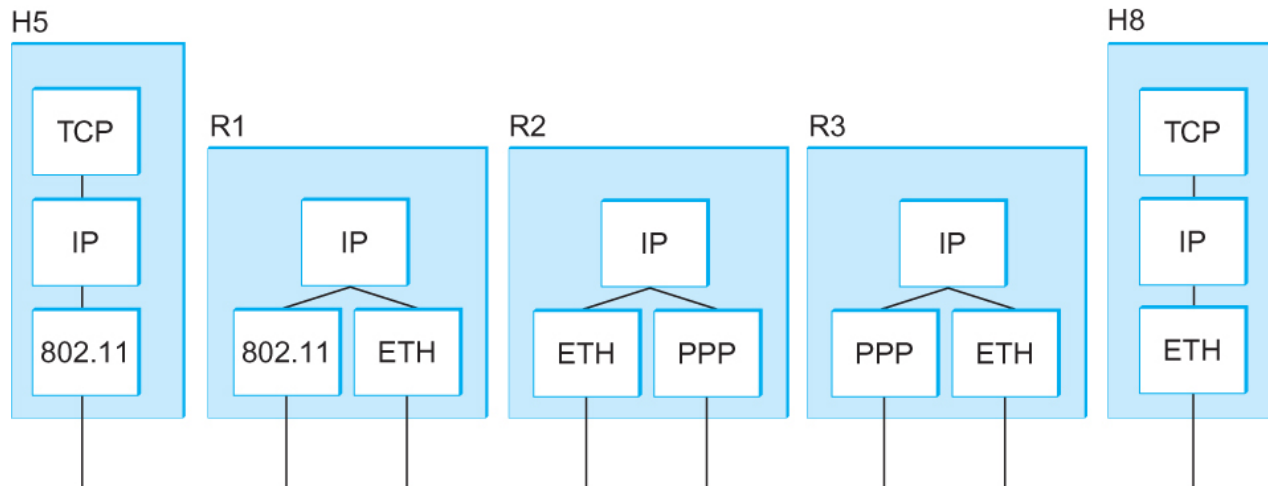 H5
H8
TCP
R1
R2
R3
TCP
IP
IP
IP
IP
IP
802.11
802.11
ETH
ETH
PPP
PPP
ETH
ETH